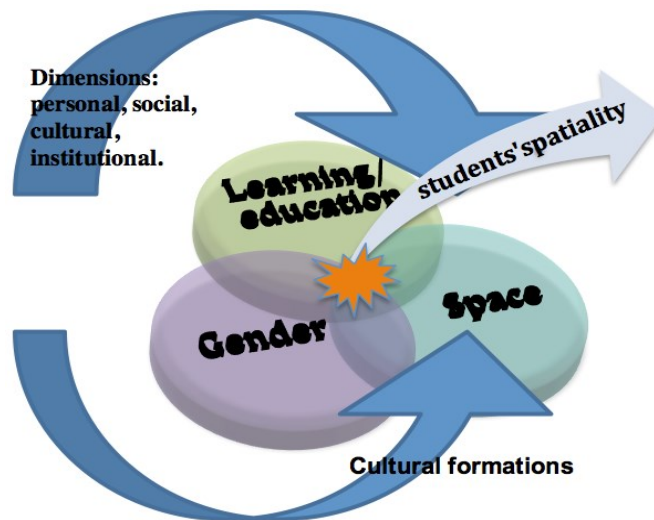 Dimensions:
personal, social,
cultural,
institutional.
students'spatiality
Learning/
education
Space
Gender
Cultural formations